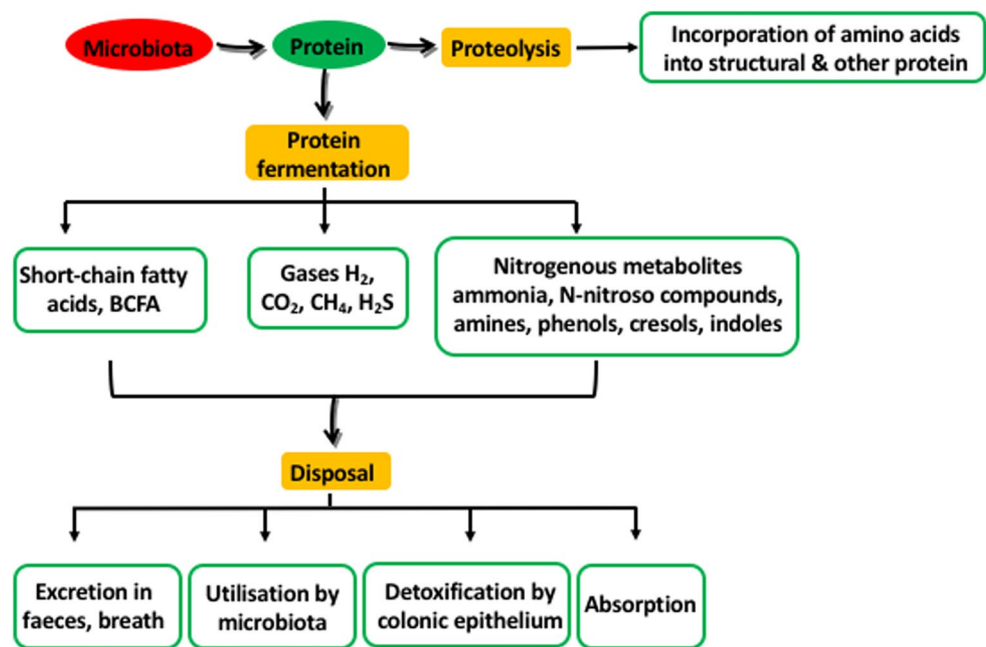 Microbiota
Protein
Proteolysis
Incorporation of amino acids
into structural & other protein
Protein
fermentation
Short-chain fatty
acids, BCFA
Gases H₂,
CO₂, CH₄, H₂S
Nitrogenous metabolites
ammonia, N-nitroso compounds,
amines, phenols, cresols, indoles
Disposal
Excretion in
faeces, breath
Utilisation by
microbiota
Detoxification by
colonic epithelium
Absorption